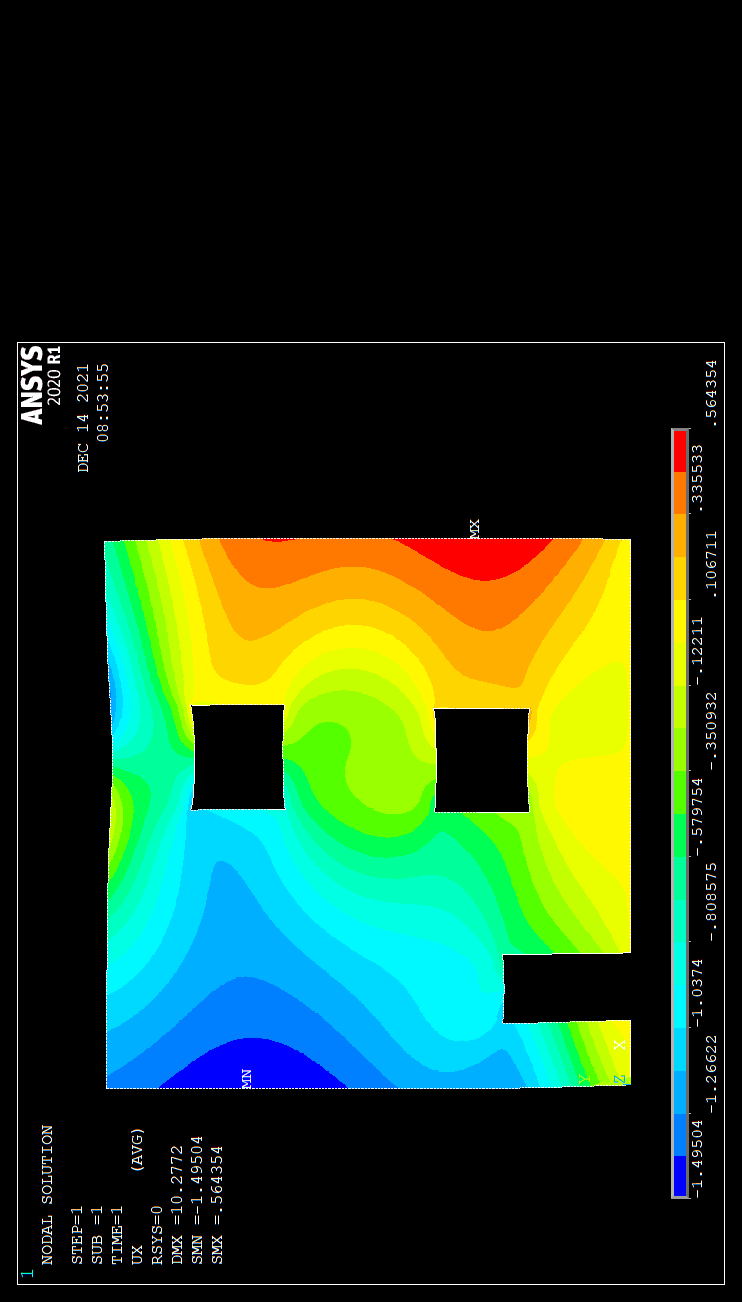 1
NODAL SOLUTION
STEP=1
SUB =1
TIME=1
UX (AVG)
RSYS=0
DMX =10.2772
SMN =-1.49504
SMX =.564354
ANSYS
2020 R1
DEC 14 2021
08:53:55
MN
MX
Y
Z X
-1.49504
-1.26622
-1.0374
-.808575
-.579754
-.350932
-.12211
.106711
.335533
.564354